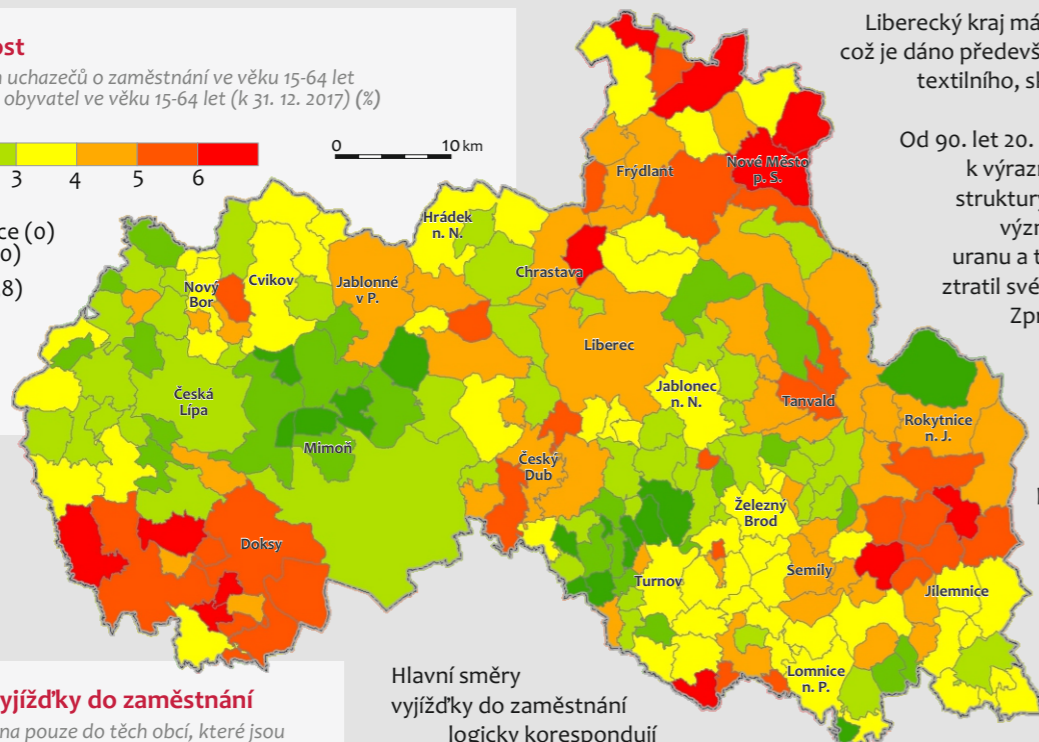 ost
uchazečů o zaměstnání ve věku 15-64 let
obyvatel ve věku 15-64 let (k 31. 12. 2017) (%)
3 4 5 6
0 10 km
ce (0)
0)
8)
Liberecký kraj má
což je dáno předevš
textilního, sk
Od 90. let 20.
k výrazn
struktury
význ
uranu a t
ztratil své
Zpr
Frýdlant
Nové Město
p. S.
Hrádek
n. N.
Chrastava
Cvikov
Jablonné
v P.
Nový
Bor
Liberec
Jablonec
n. N.
Tanvald
Rokytnice
n. J.
Česká
Lípa
Mimoň
Český
Dub
Železný
Brod
Doksy
Turnov
Semily
Jilemnice
Lomnice
n. P.
vyjížďky do zaměstnání
na pouze do těch obcí, které jsou
Hlavní směry
vyjížďky do zaměstnání
logicky korespondují